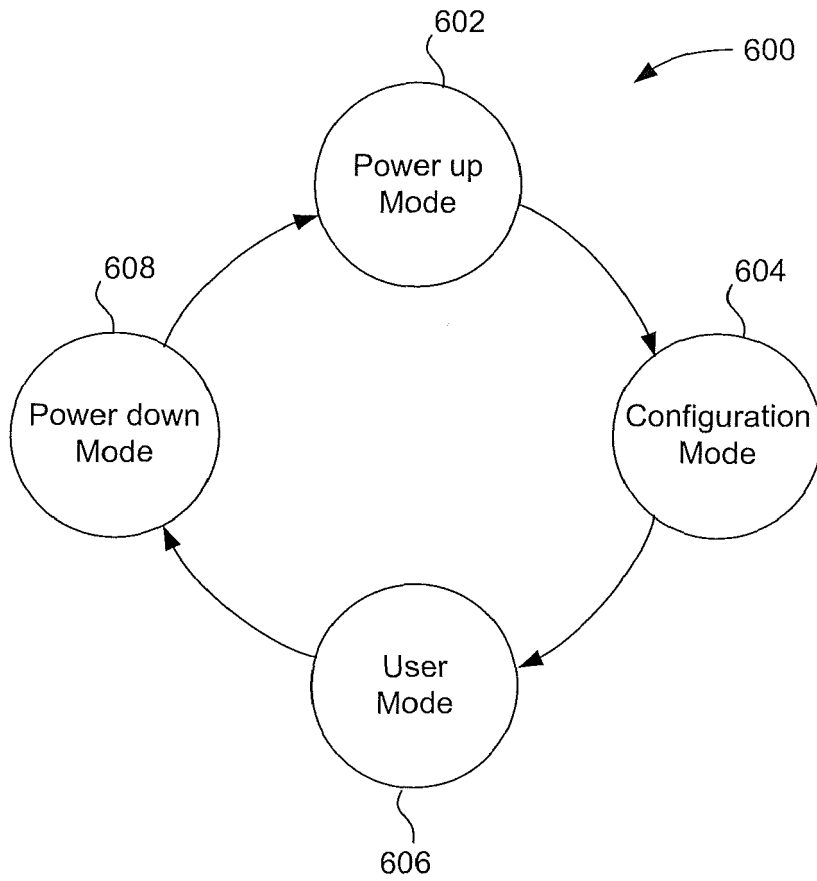 602
600
Power up
Mode
608
604
Power down
Mode
Configuration
Mode
User
Mode
606